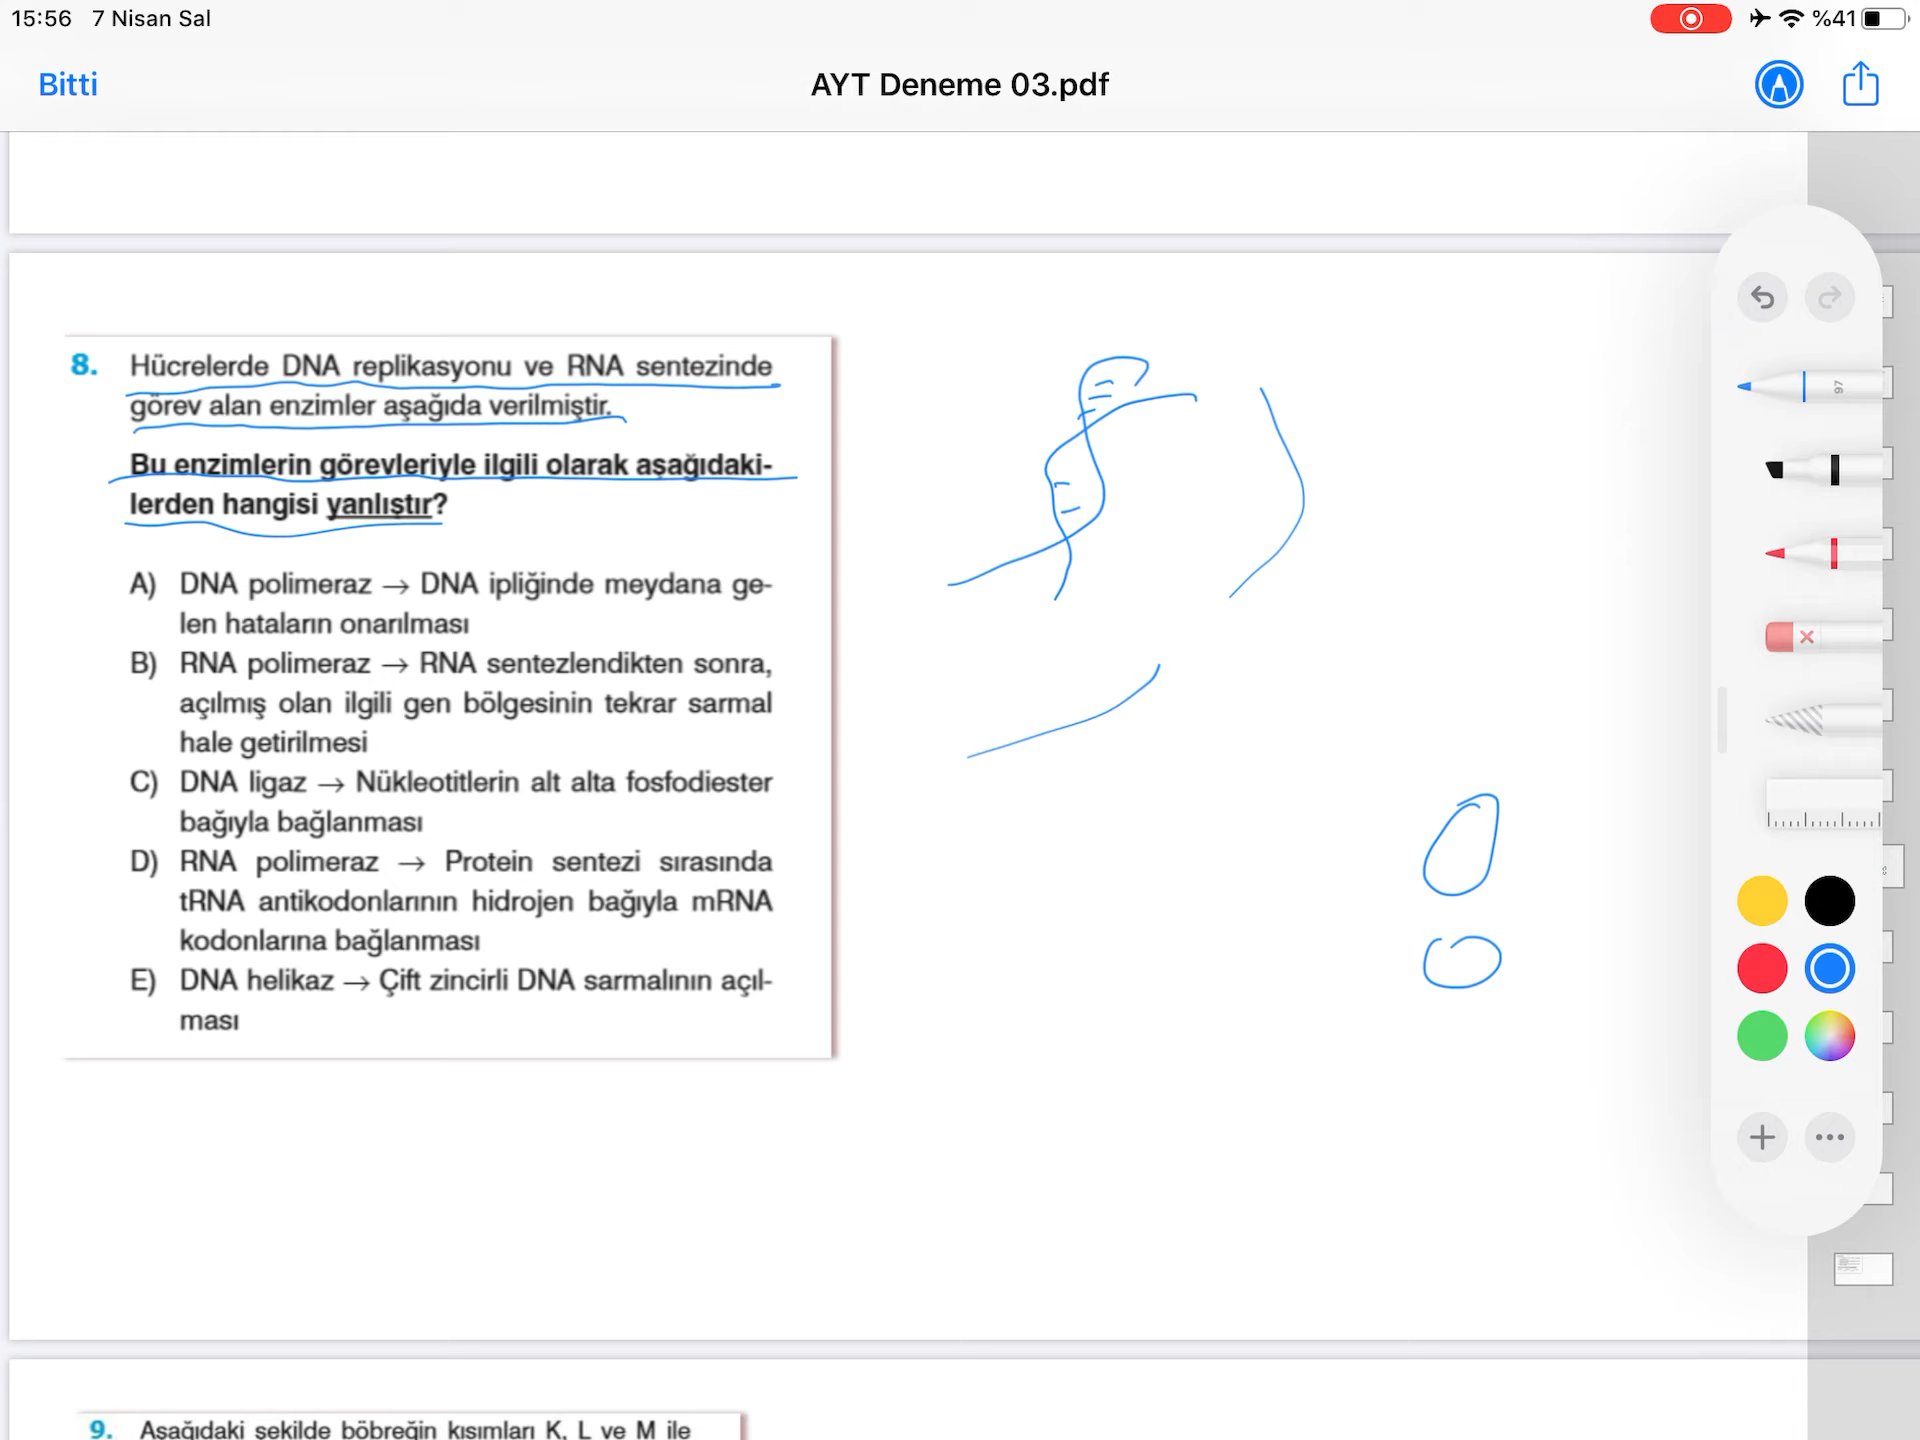 15:56 7 Nisan Sal
%41
Bitti
AYT Deneme 03.pdf
97
8. Hücrelerde DNA replikasyonu ve RNA sentezinde
görev alan enzimler aşağıda verilmiştir.
Bu enzimlerin görevleriyle ilgili olarak aşağıdaki-
lerden hangisi yanlıştır?
A) DNA polimeraz → DNA ipliğinde meydana ge-
len hataların onarılması
B) RNA polimeraz → RNA sentezlendikten sonra,
açılmış olan ilgili gen bölgesinin tekrar sarmal
hale getirilmesi
C) DNA ligaz → Nükleotitlerin alt alta fosfodiester
bağıyla bağlanması
D) RNA polimeraz → Protein sentezi sırasında
tRNA antikodonlarının hidrojen bağıyla mRNA
kodonlarına bağlanması
E) DNA helikaz → Çift zincirli DNA sarmalının açıl-
ması
9. Aşağıdaki şekilde böbreğin kısımları K, L ve M ile